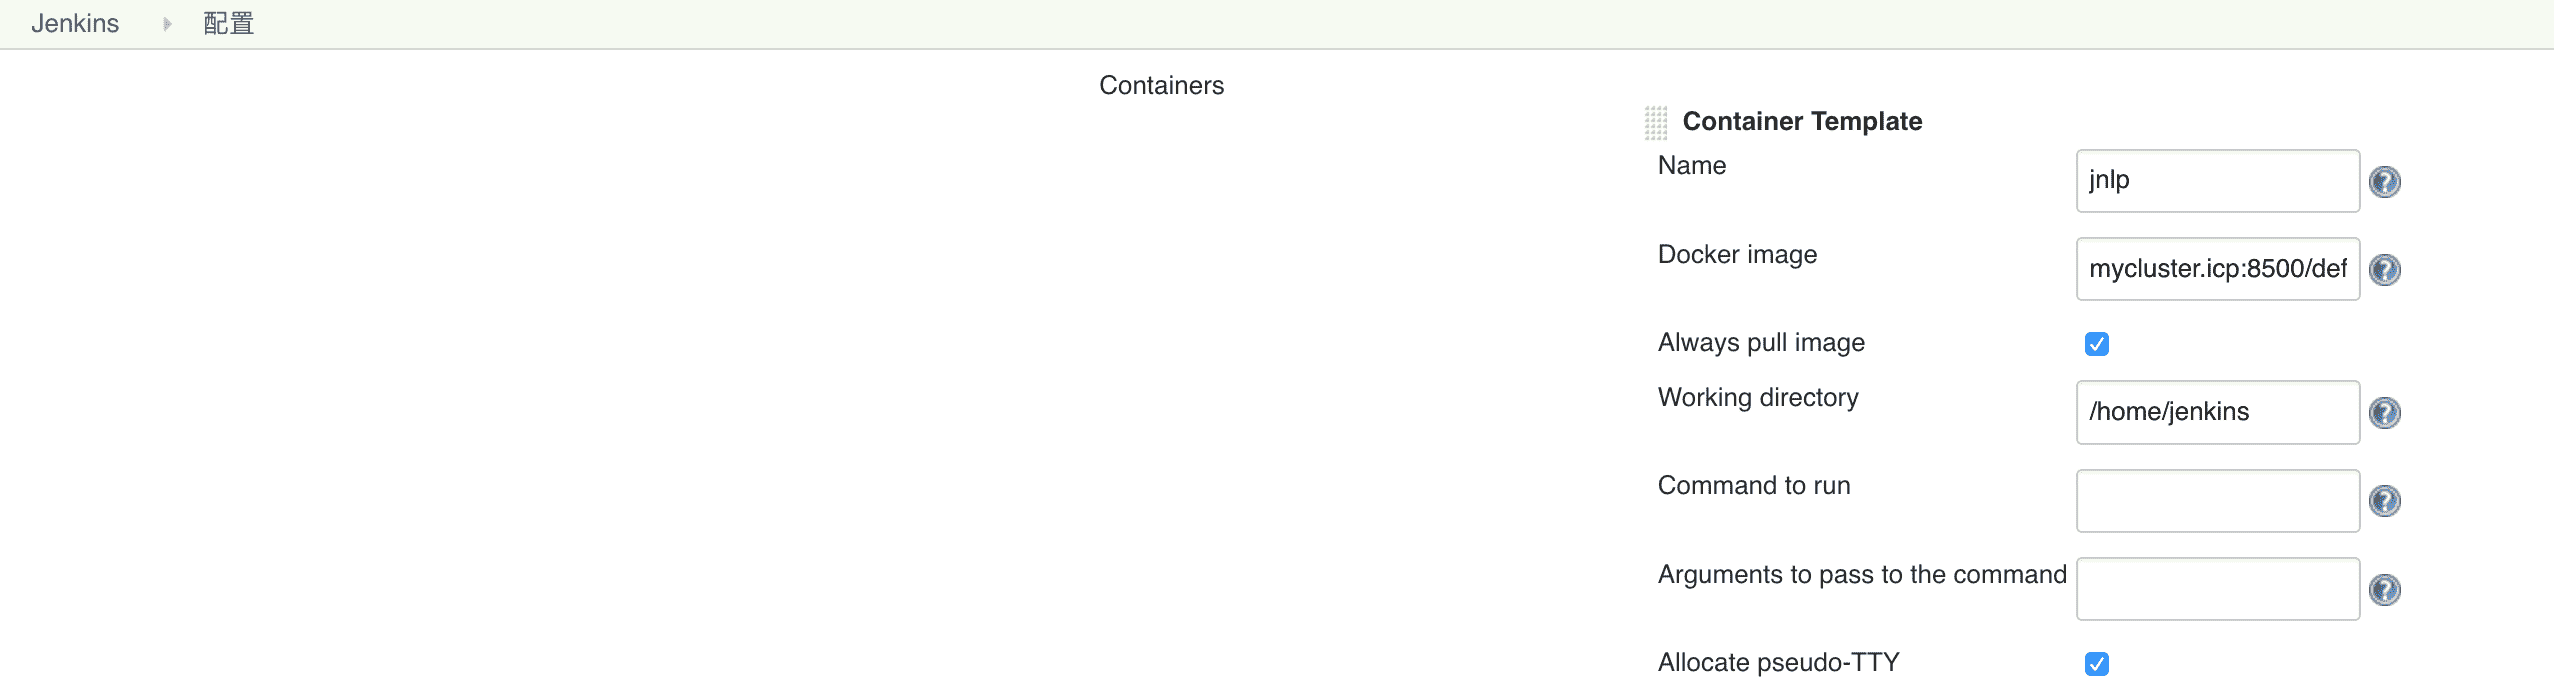 Jenkins 配置
Containers
Container Template
Name jnlp
Docker image mycluster.icp:8500/def
Always pull image
Working directory /home/jenkins
Command to run
Arguments to pass to the command
Allocate pseudo-TTY